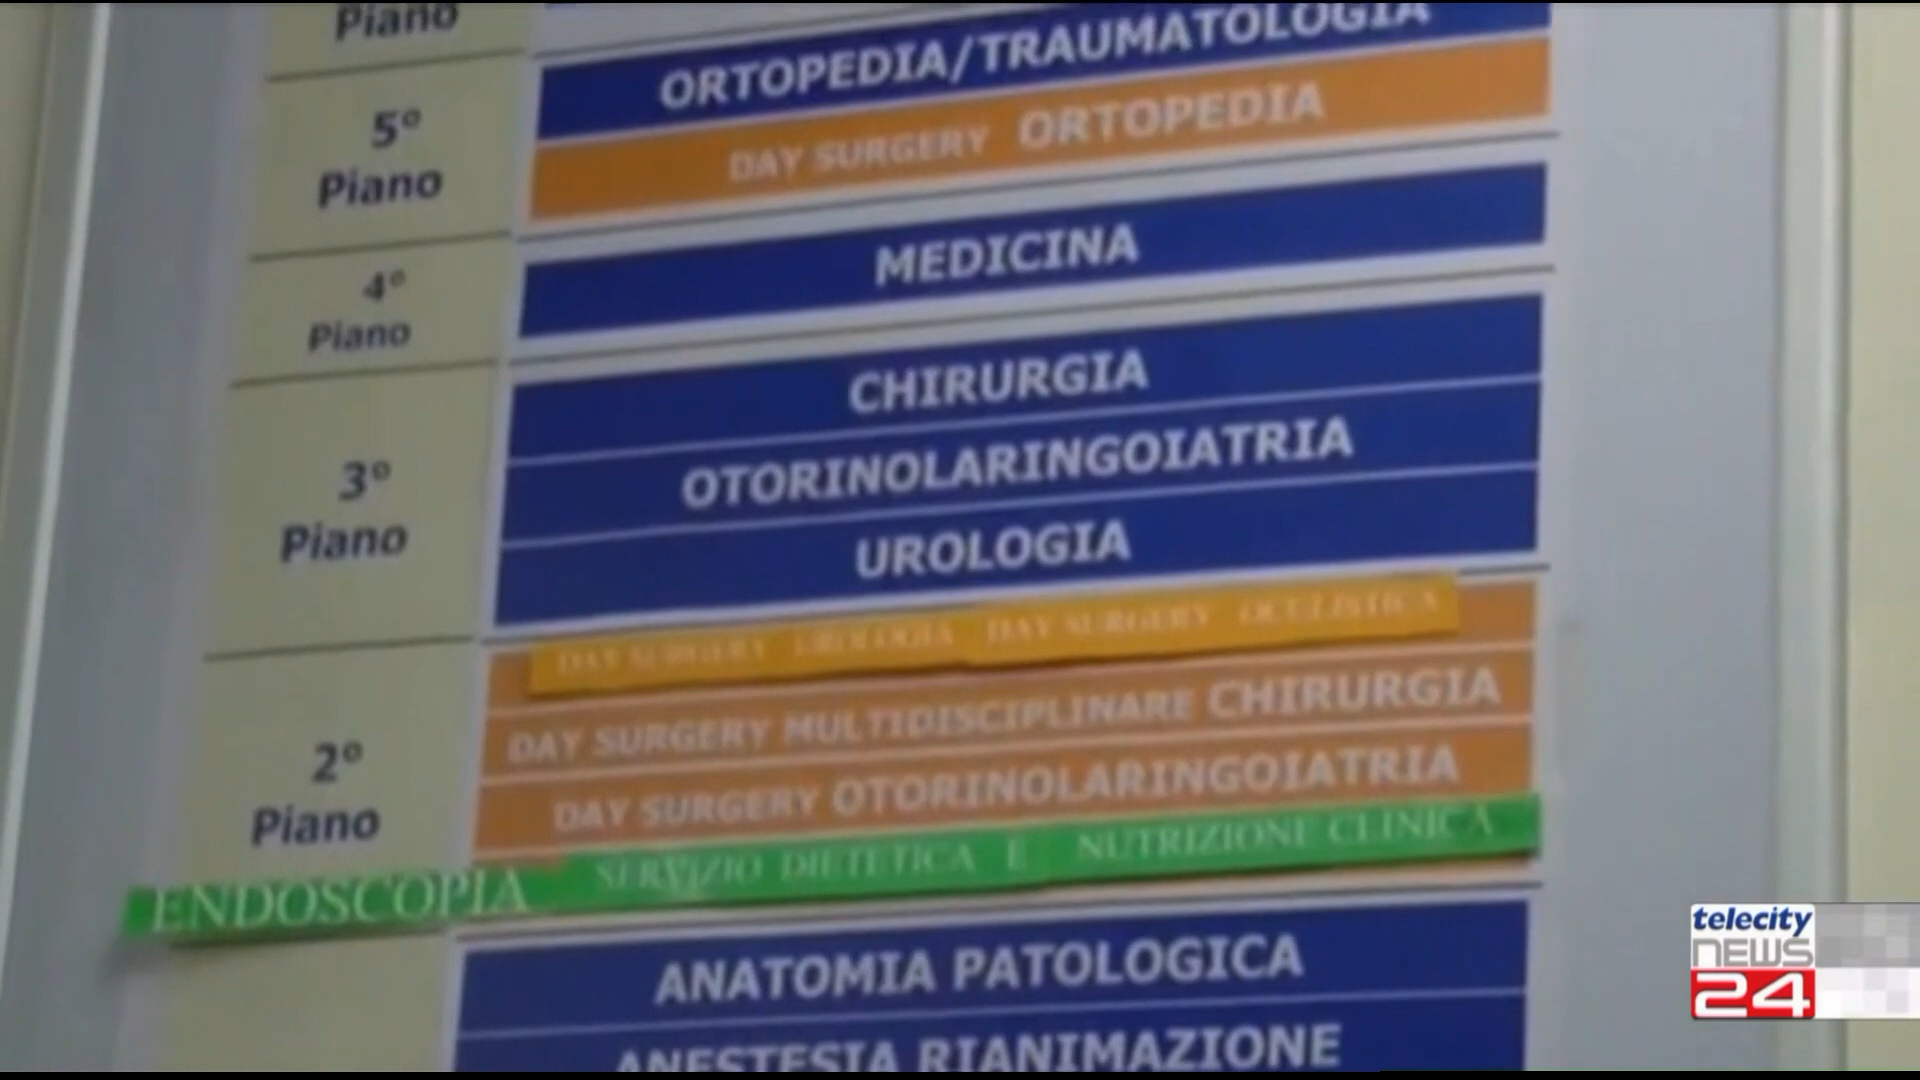 Piano
ORTOPEDIA/TRAUMATOLOGIA
5°
Piano
DAY SURGERY ORTOPEDIA
4°
Piano
MEDICINA
3°
Piano
CHIRURGIA
OTORINOLARINGOIATRIA
UROLOGIA
DAY SURGERY UROLOGIA DAY SURGERY OCULISTICA
2°
Piano
DAY SURGERY MULTIDISCIPLINARE CHIRURGIA
DAY SURGERY OTORINOLARINGOIATRIA
ENDOSCOPIA SERVIZIO DIETETICA E NUTRIZIONE CLINICA
ANATOMIA PATOLOGICA
ANESTESIA RIANIMAZIONE
telecity
NEWS
24